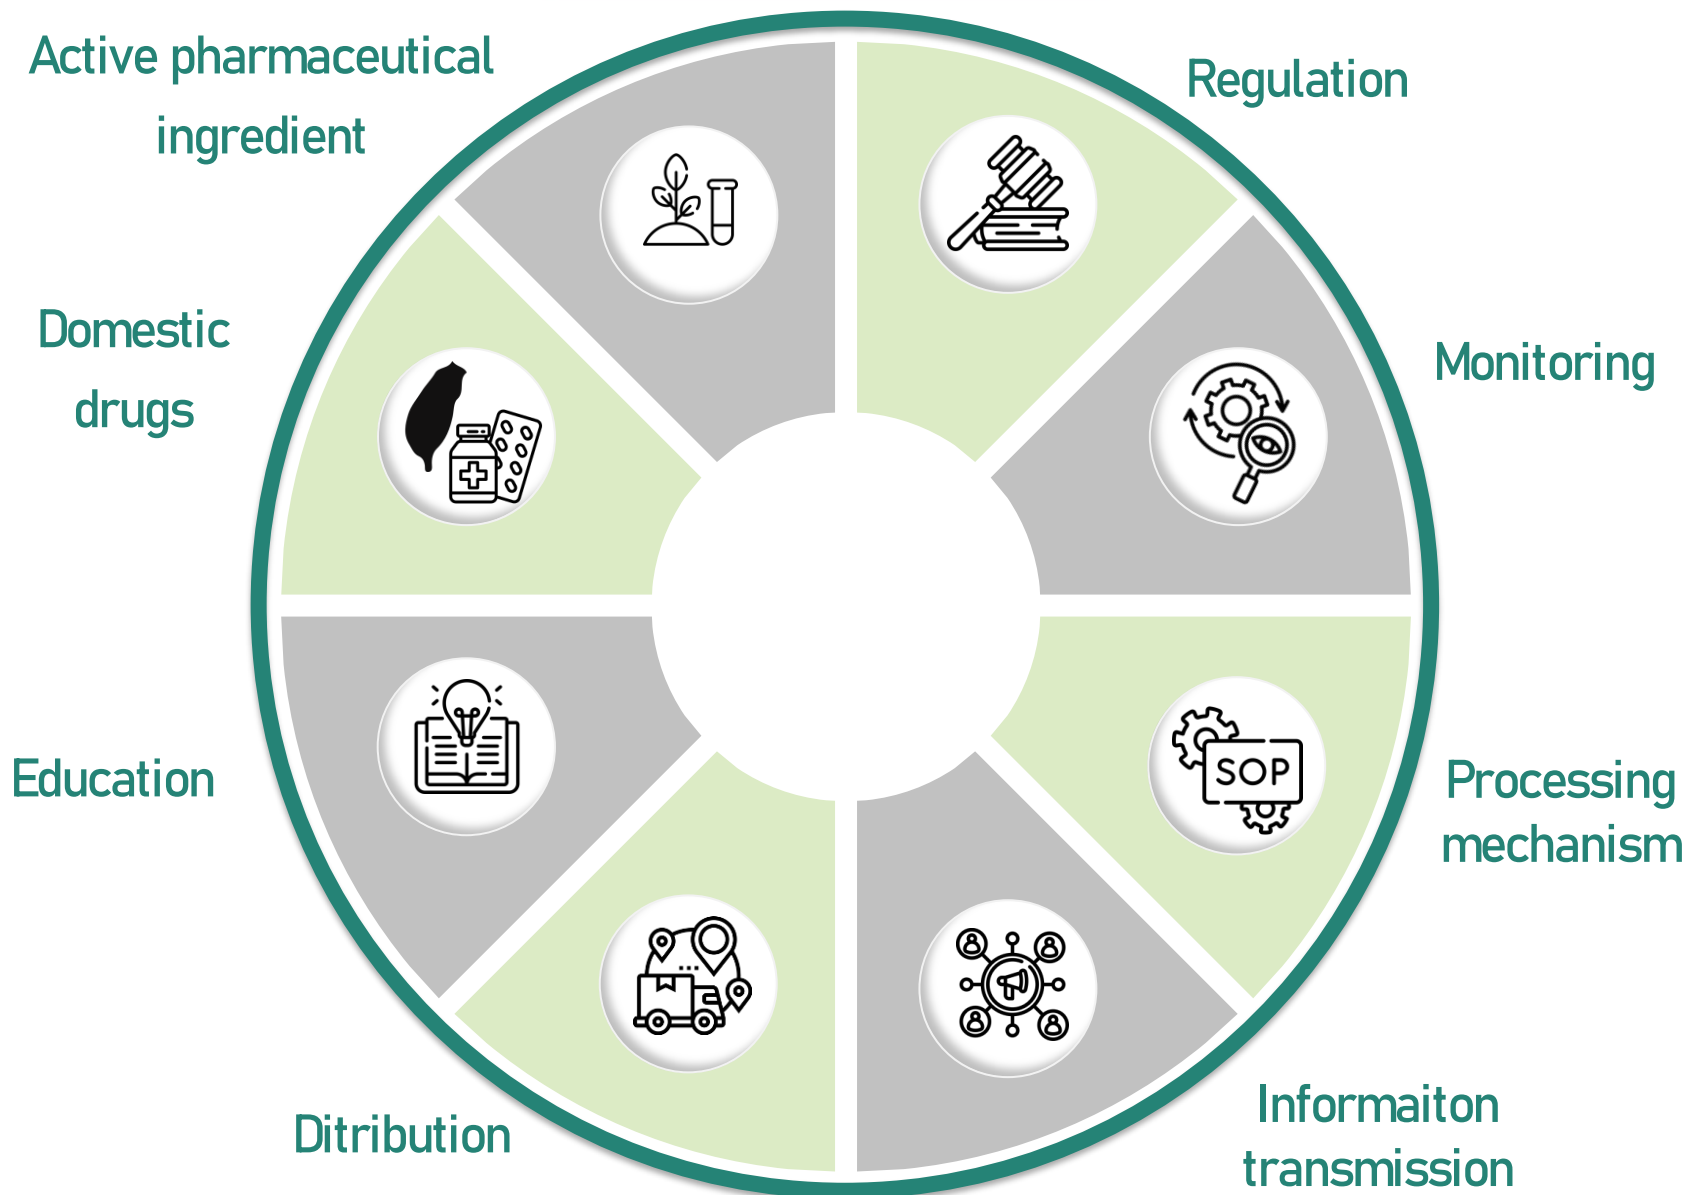 Active pharmaceutical
ingredient
Regulation
Domestic
drugs
Monitoring
Education
SOP
Processing
mechanism
Ditribution
Informaiton
transmission